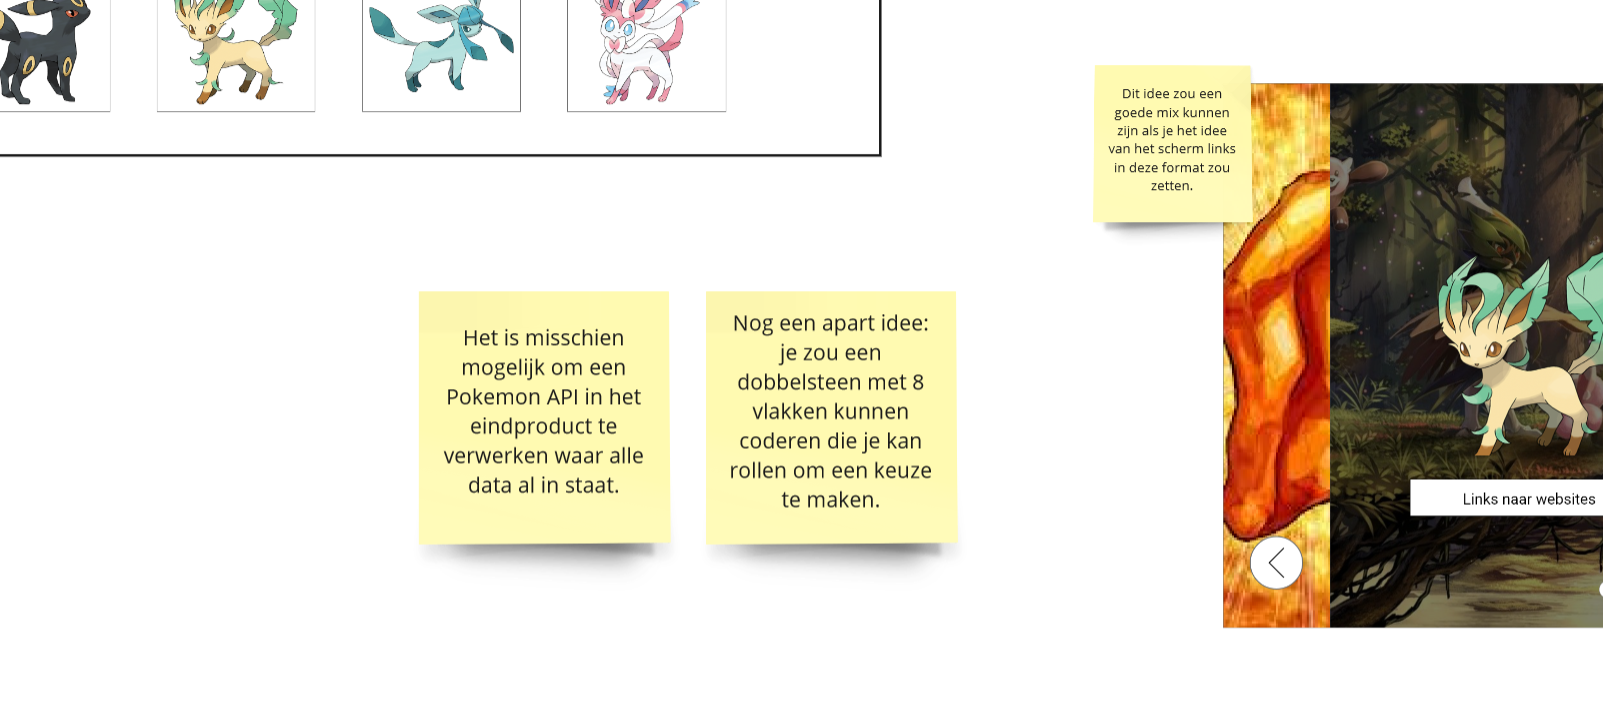 Dit idee zou een
goede mix kunnen
zijn als je het idee
van het scherm links
in deze format zou
zetten.
Het is misschien
mogelijk om een
Pokemon API in het
eindproduct te
verwerken waar alle
data al in staat.
Nog een apart idee:
je zou een
dobbelsteen met 8
vlakken kunnen
coderen die je kan
rollen om een keuze
te maken.
Links naar websites